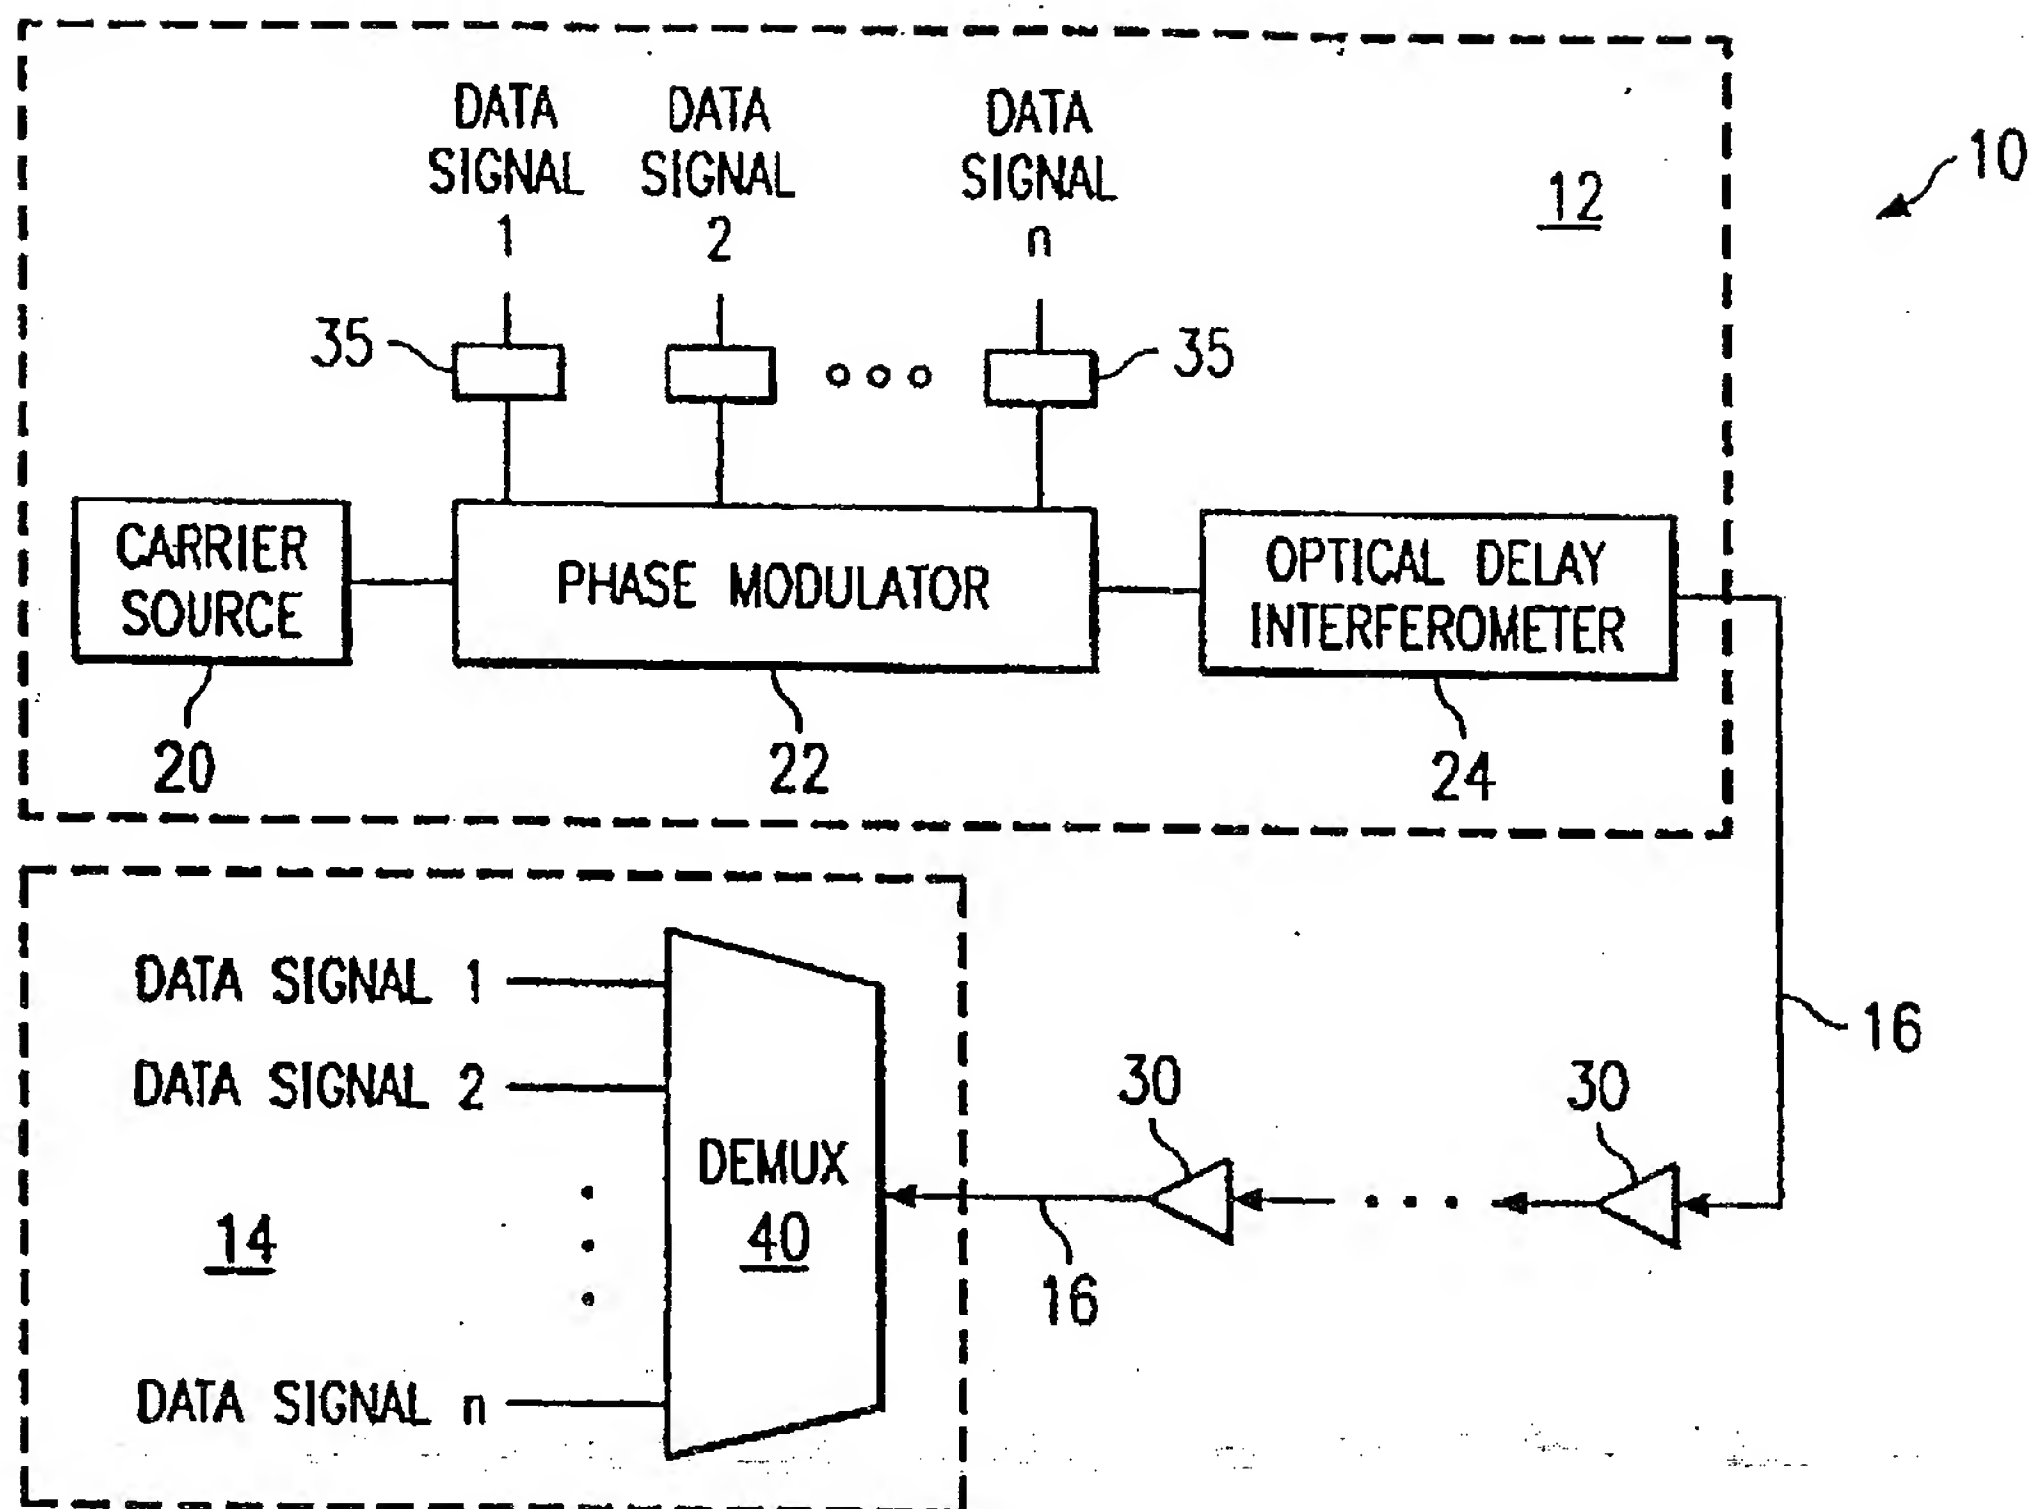 DATA SIGNAL 1
DATA SIGNAL 2
DATA SIGNAL n
12
10
35
35
CARRIER SOURCE
PHASE MODULATOR
OPTICAL DELAY INTERFEROMETER
20
22
24
DATA SIGNAL 1
DATA SIGNAL 2
DATA SIGNAL n
14
DEMUX
40
30
30
16
16